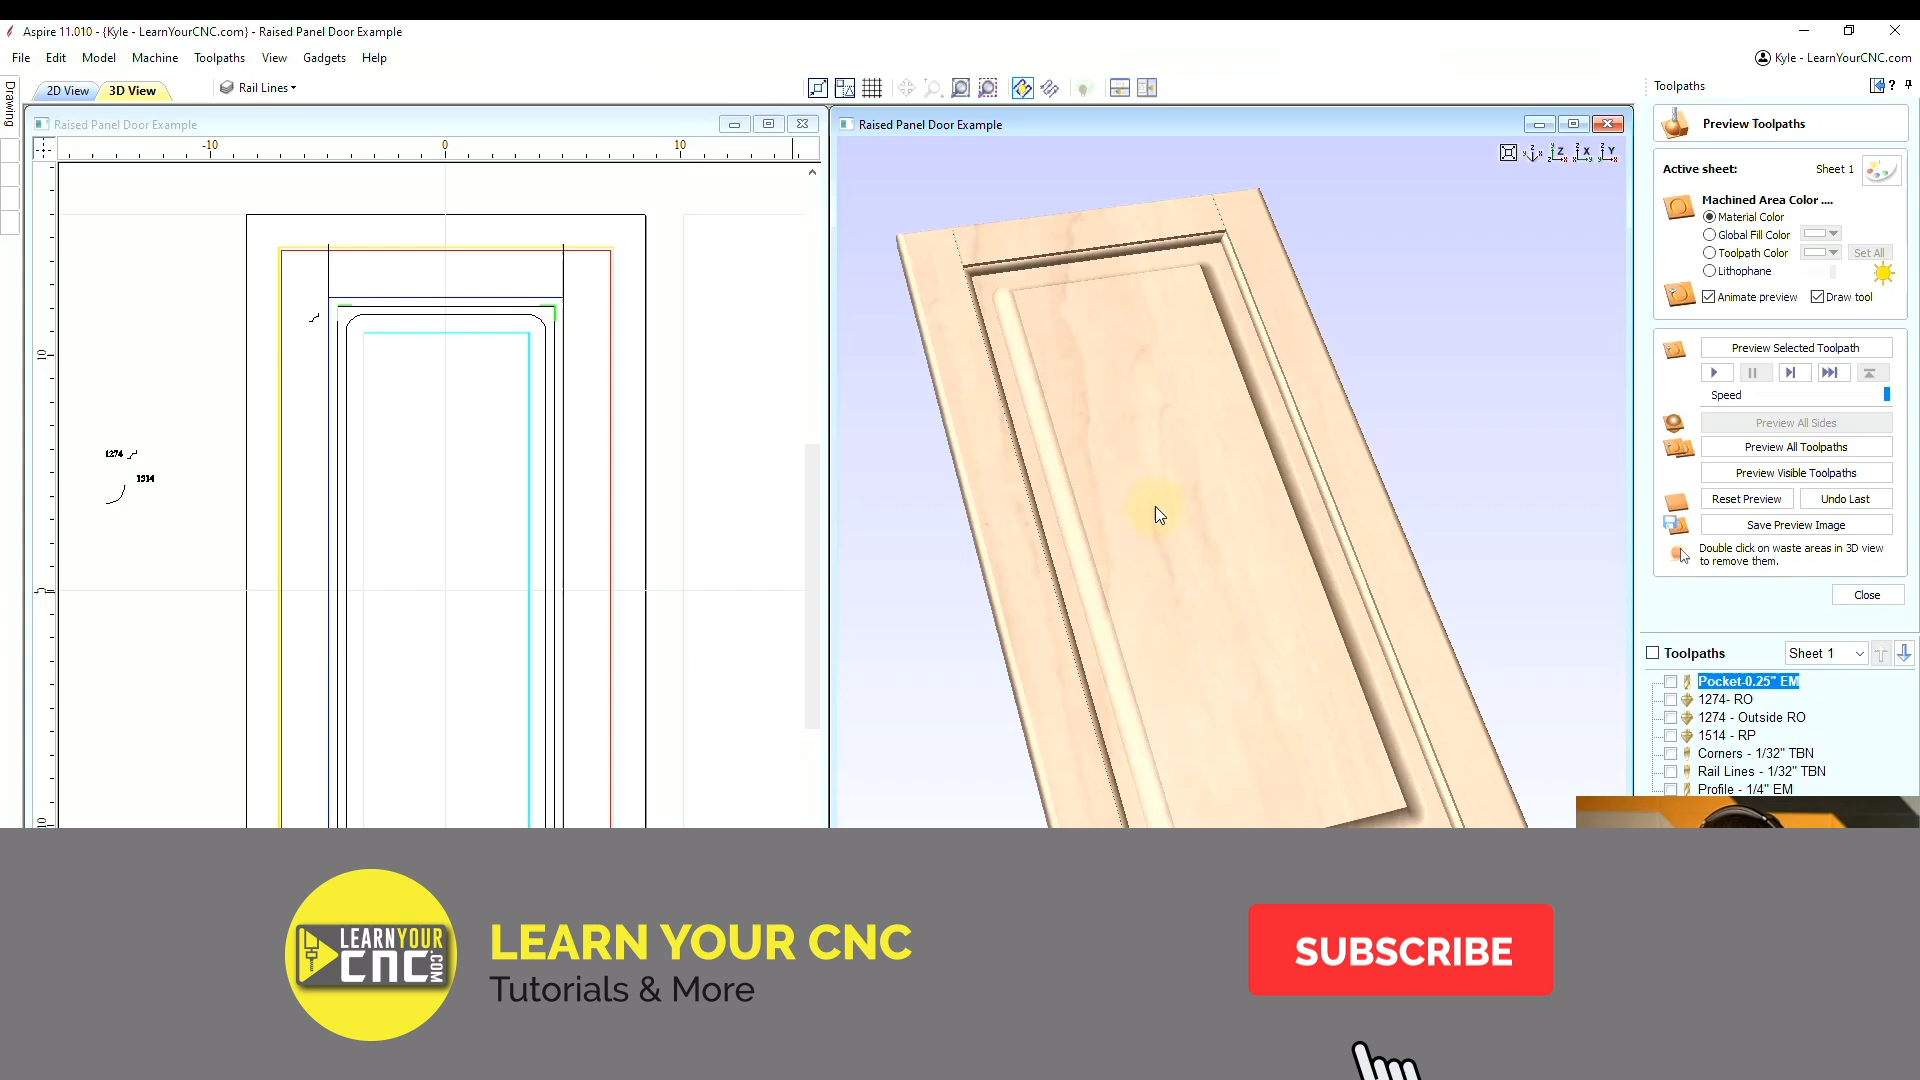 Aspire 11.010 - {Kyle - LearnYourCNC.com} - Raised Panel Door Example
File Edit Model Machine Toolpaths View Gadgets Help
Kyle - LearnYourCNC.com
Drawing
2D View
3D View
Rail Lines
Toolpaths
?
Raised Panel Door Example
-10 0 10
10
0
10
1274
1514
Raised Panel Door Example
Preview Toolpaths
Active sheet: Sheet 1
Machined Area Color ....
Material Color
Global Fill Color
Toolpath Color
Set All
Lithophane
Animate preview
Draw tool
Preview Selected Toolpath
Speed
Preview All Sides
Preview All Toolpaths
Preview Visible Toolpaths
Reset Preview
Undo Last
Save Preview Image
Double click on waste areas in 3D view
to remove them.
Close
Toolpaths
Sheet 1
Pocket-0.25" EM
1274- RO
1274 - Outside RO
1514 - RP
Corners - 1/32" TBN
Rail Lines - 1/32" TBN
Profile - 1/4" EM
LEARNYOUR
CNC
.COM
LEARN YOUR CNC
Tutorials & More
SUBSCRIBE